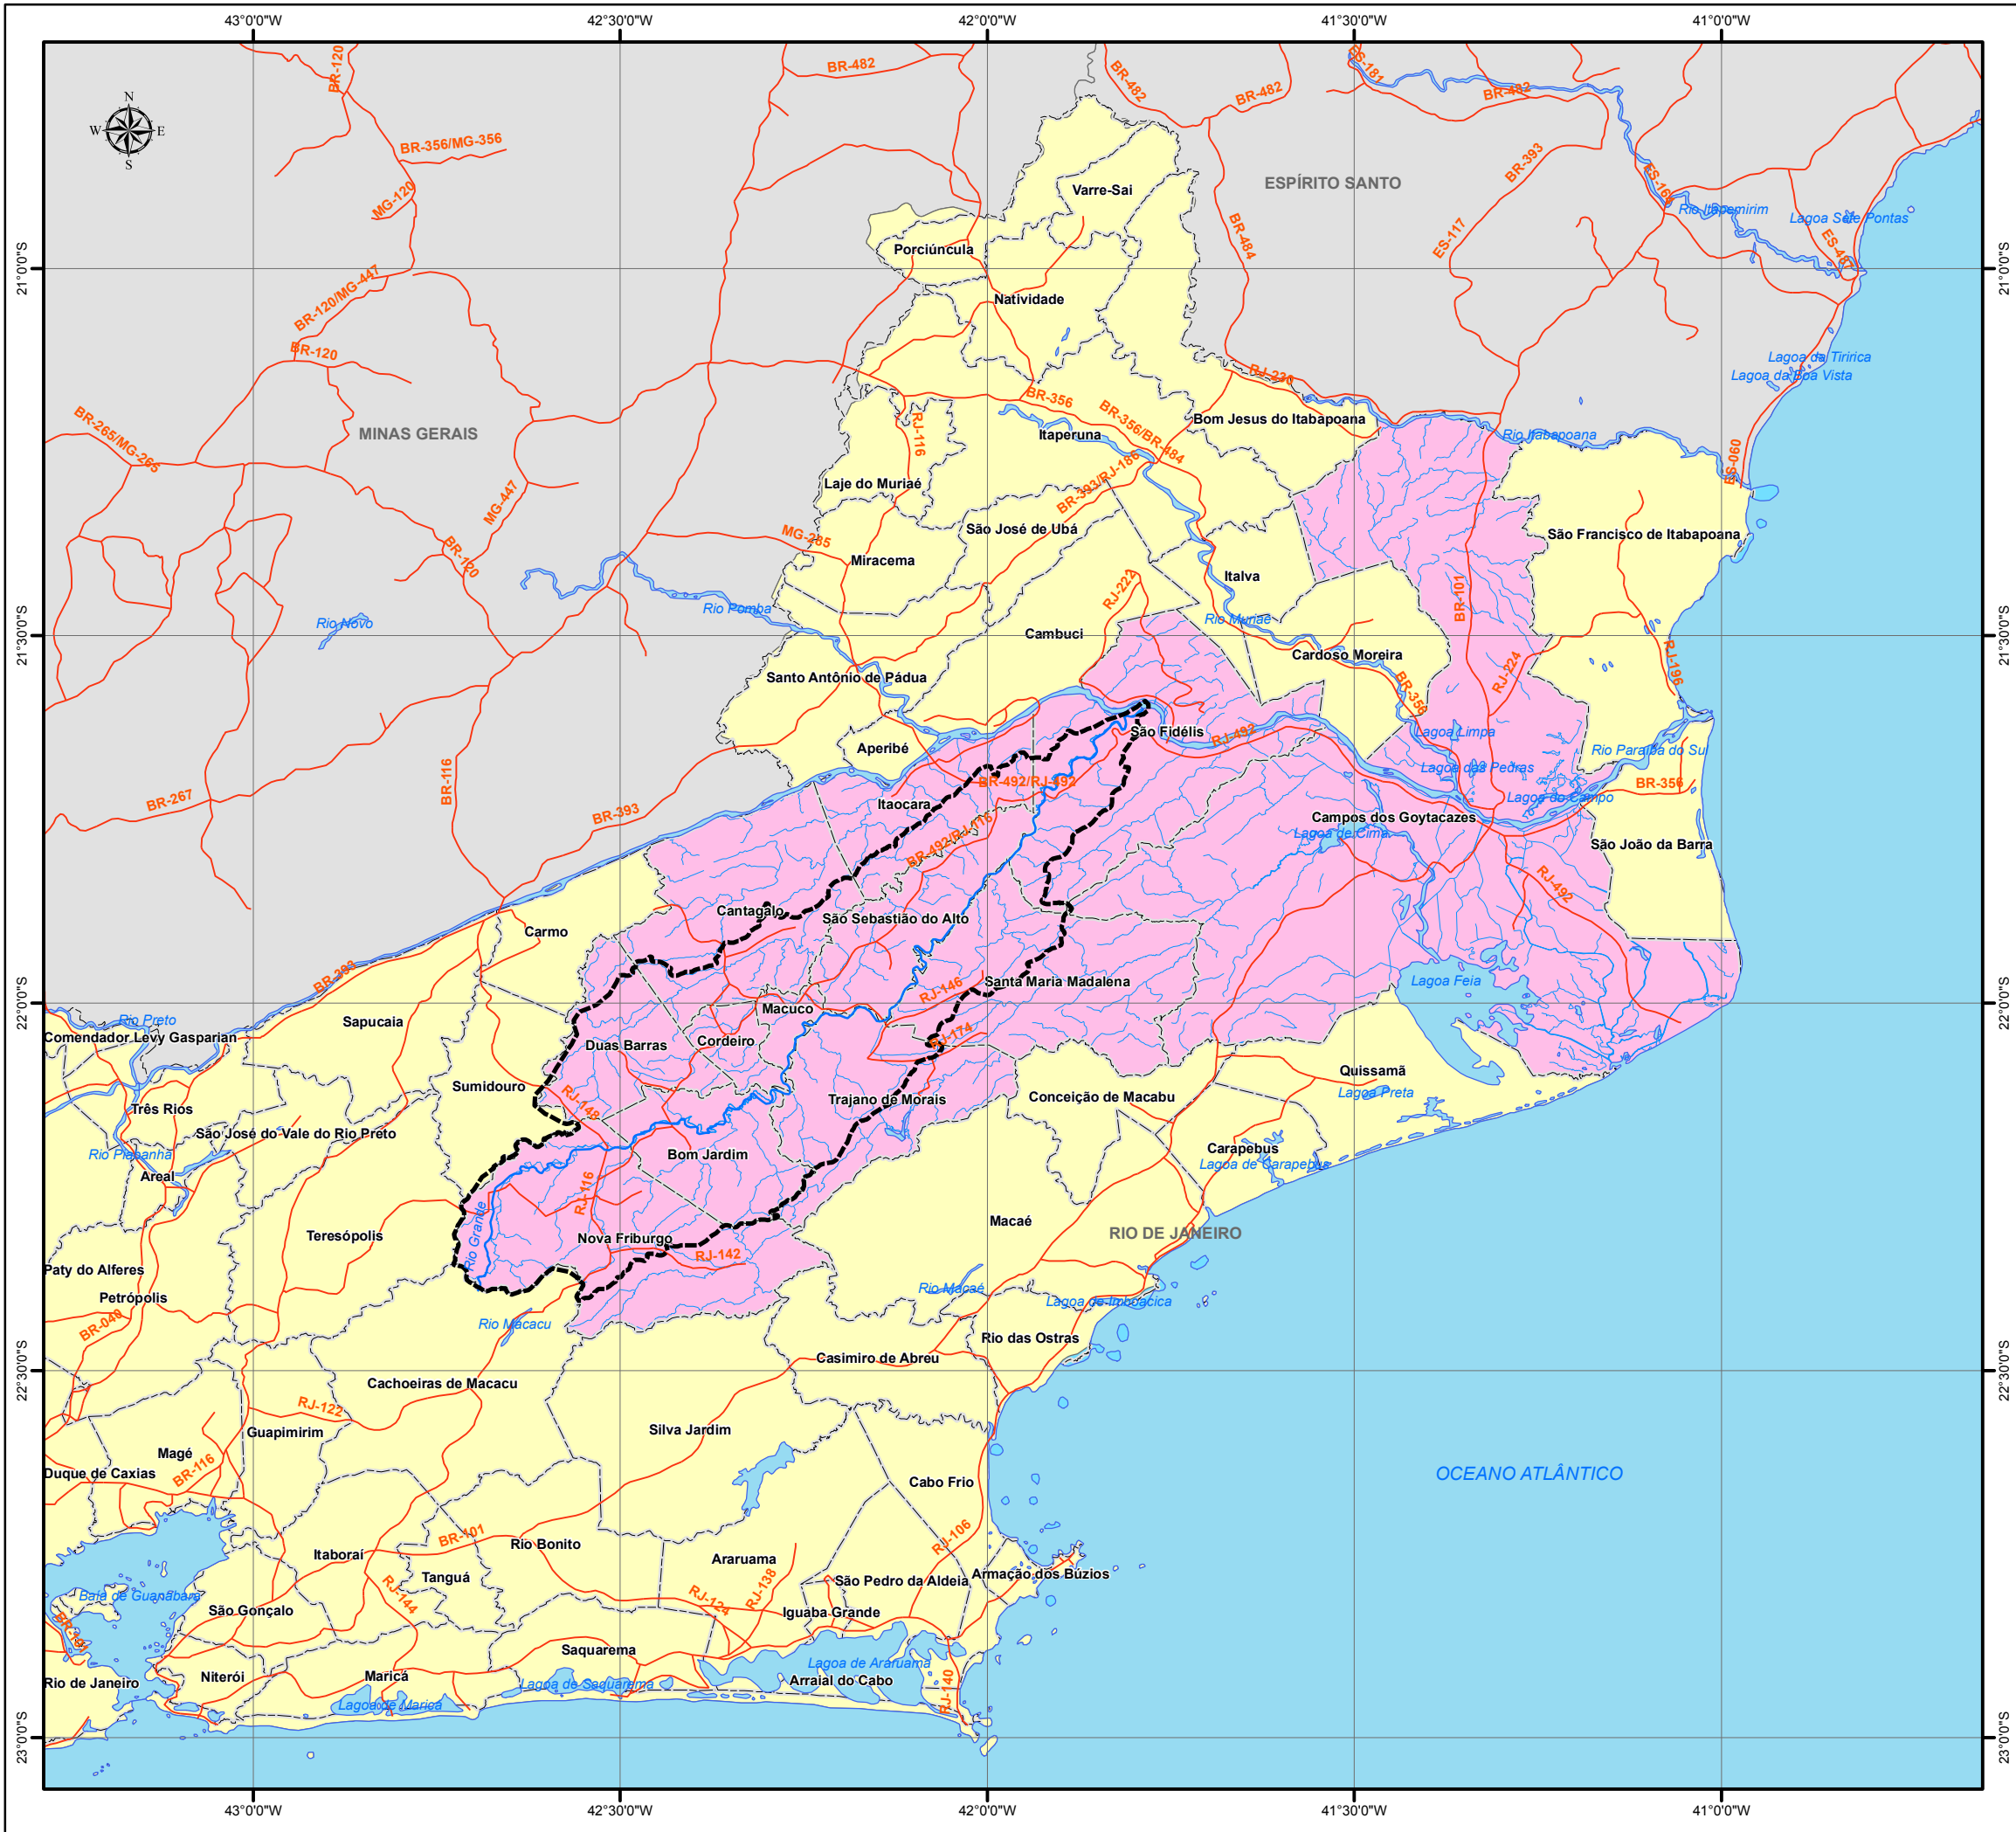 43°0'0"W
42°30'0"W
42°0'0"W
41°30'0"W
41°0'0"W
N
W
E
S
BR-120
BR-482
BR-482
BR-482
ES-181
BR-482
BR-356/MG-356
BR-393
MG-120
ESPÍRITO SANTO
ES-117
Varre-Sai
Rio Itapemirim
Lagoa Sete Pontas
BR-484
ES-487
Porciúncula
21°0'0"S
21°0'0"S
BR-120/MG-447
Natividade
BR-120
Lagoa da Tiririca
Lagoa da Boa Vista
RJ-230
BR-356
BR-265/MG-265
MINAS GERAIS
RJ-116
BR-356/BR-484
Bom Jesus do Itabapoana
Itaperuna
Rio Itabapoana
ES-060
BR-393/RJ-186
Laje do Muriaé
MG-447
São José de Ubá
São Francisco de Itabapoana
MG-285
BR-120
Miracema
Italva
RJ-222
BR-101
Rio Pomba
Rio Novo
Rio Muriaé
Cambuci
21°30'0"S
21°30'0"S
Cardoso Moreira
RJ-196
RJ-224
Santo Antônio de Pádua
BR-356
São Fidélis
RJ-492
Lagoa Limpa
Aperibé
Rio Paraíba do Sul
Lagoa das Pedras
BR-116
BR-492/RJ-492
BR-356
BR-267
Itaocara
Lagoa do Campo
BR-393
Campos dos Goytacazes
BR-492/RJ-116
Lagoa de Cima
São João da Barra
RJ-492
Cantagalo
São Sebastião do Alto
Carmo
BR-393
Santa Maria Madalena
Lagoa Feia
RJ-146
22°0'0"S
22°0'0"S
Macuco
Rio Preto
Sapucaia
Comendador Levy Gasparian
Cordeiro
RJ-174
Duas Barras
Quissamã
Sumidouro
Lagoa Preta
Trajano de Morais
Conceição de Macabu
RJ-148
Três Rios
São José do Vale do Rio Preto
Carapebus
Rio Piabanha
Bom Jardim
Lagoa de Carapebus
Areal
RJ-116
Macaé
RIO DE JANEIRO
Teresópolis
Rio Grande
Nova Friburgo
RJ-142
Paty do Alferes
Rio Macaé
Petrópolis
Lagoa de Imboacica
BR-040
Rio Macacu
Rio das Ostras
Casimiro de Abreu
22°30'0"S
22°30'0"S
Cachoeiras de Macacu
RJ-122
Silva Jardim
Guapimirim
Magé
BR-116
Duque de Caxias
OCEANO ATLÂNTICO
Cabo Frio
BR-101
RJ-106
Rio Bonito
Itaboraí
Araruama
Armação dos Búzios
Tanguá
São Pedro da Aldeia
RJ-138
RJ-144
Baía de Guanabara
RJ-124
São Gonçalo
Iguaba Grande
BR-101
Saquarema
Lagoa de Araruama
Niterói
Maricá
Arraial do Cabo
Rio de Janeiro
Lagoa de Saquarema
RJ-140
Lagoa de Maricá
23°0'0"S
23°0'0"S
43°0'0"W
42°30'0"W
42°0'0"W
41°30'0"W
41°0'0"W